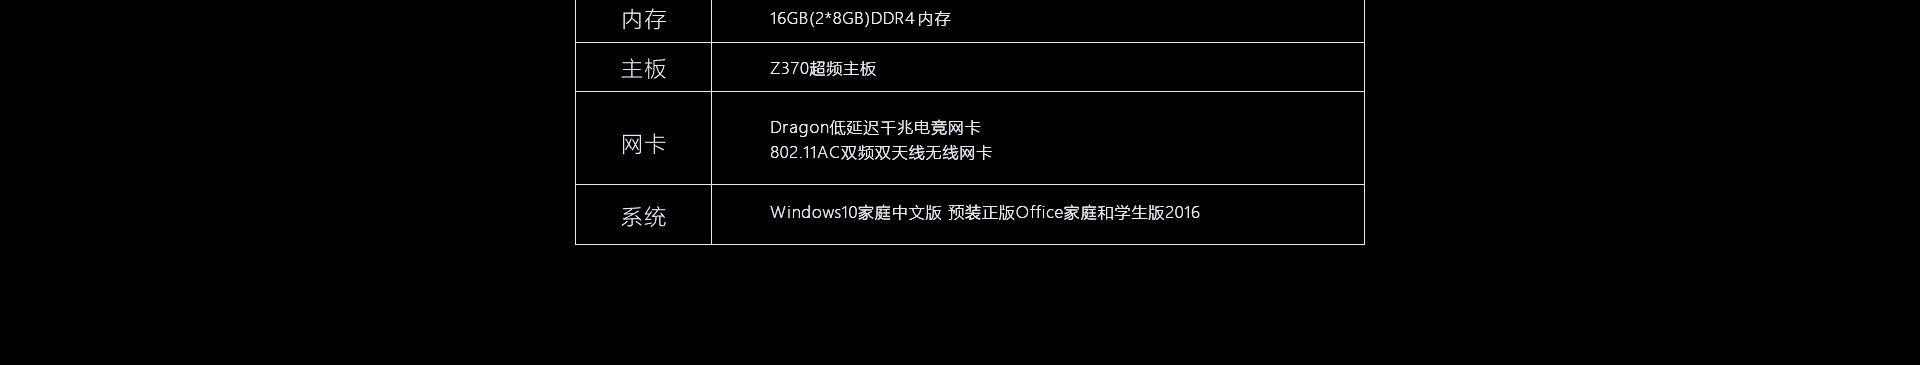 内存 16GB(2*8GB)DDR4内存
主板 Z370超频主板
网卡 Dragon低延迟千兆电竞网卡
802.11AC双频双天线无线网卡
系统 Windows10家庭中文版 预装正版Office家庭和学生版2016